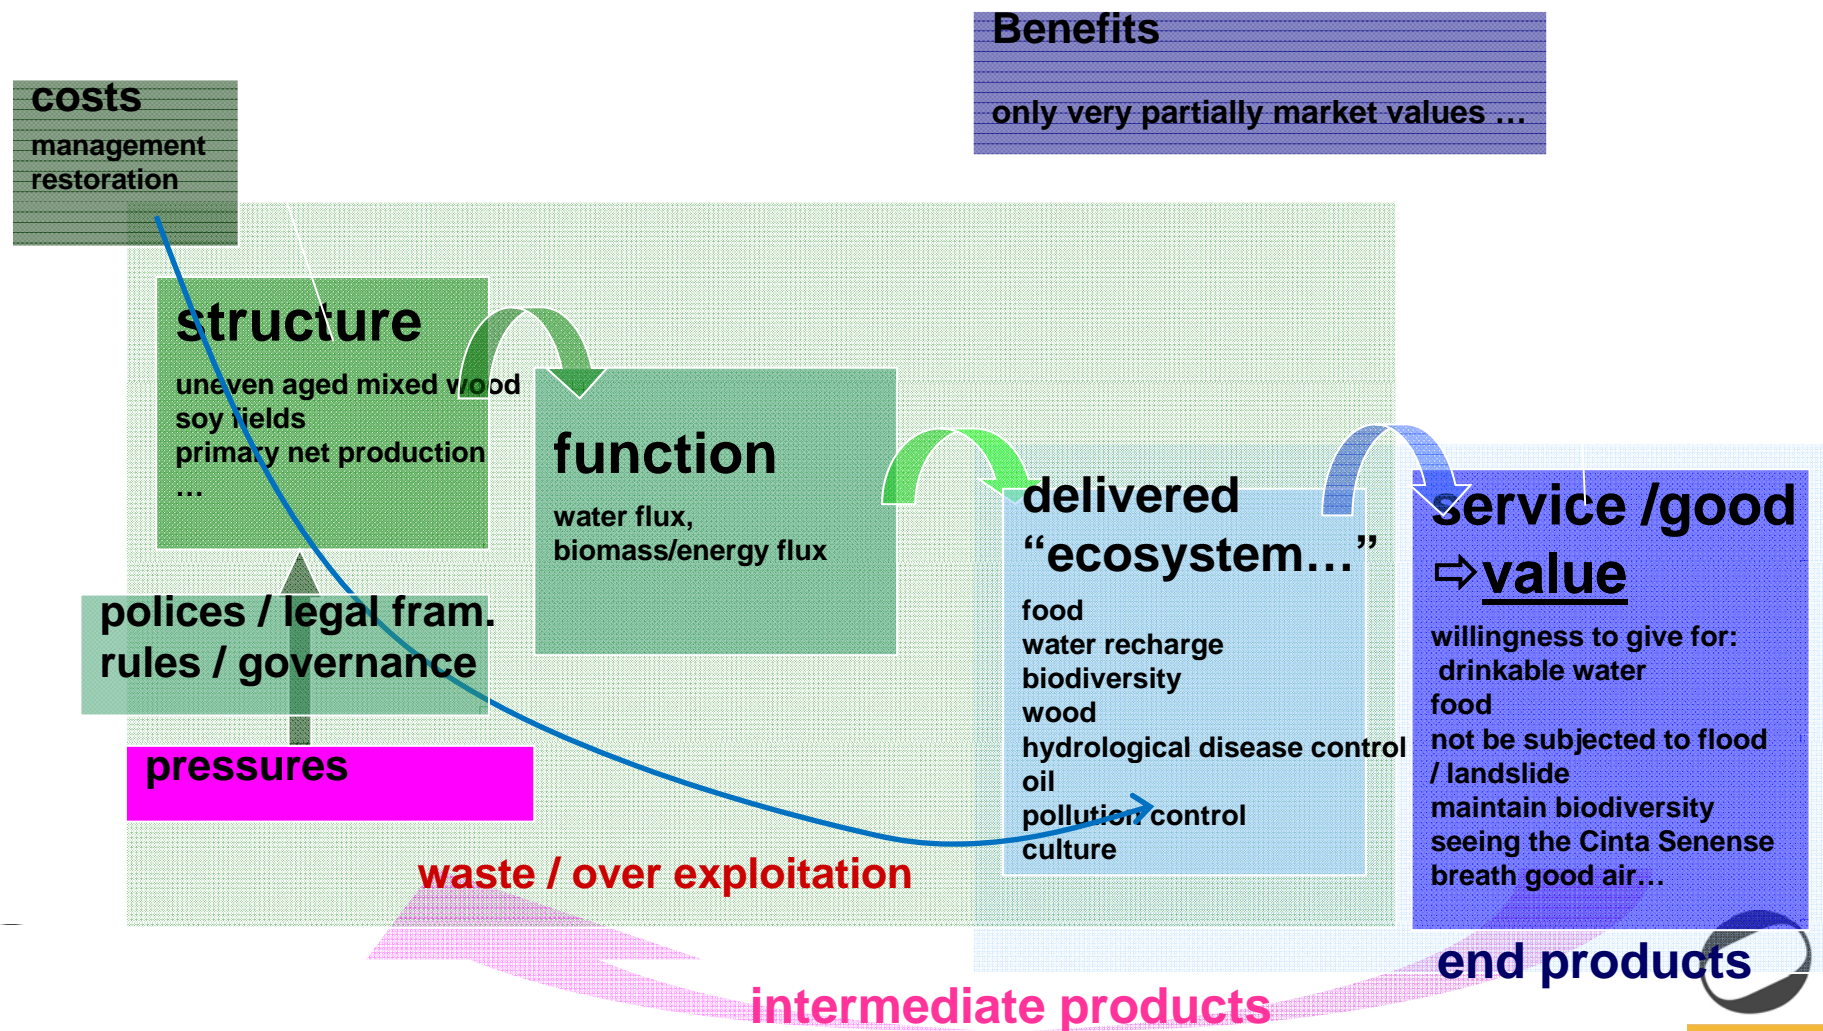 Benefits
only very partially market values …
costs
management
restoration
structure
uneven aged mixed wood
soy fields
primary net production
…
function
water flux,
biomass/energy flux
delivered
“ecosystem…”
food
water recharge
biodiversity
wood
hydrological disease control
oil
pollution control
culture
service /good
⇨value
willingness to give for:
drinkable water
food
not be subjected to flood
/ landslide
maintain biodiversity
seeing the Cinta Senense
breath good air…
polices / legal fram.
rules / governance
pressures
waste / over exploitation
end products
intermediate products